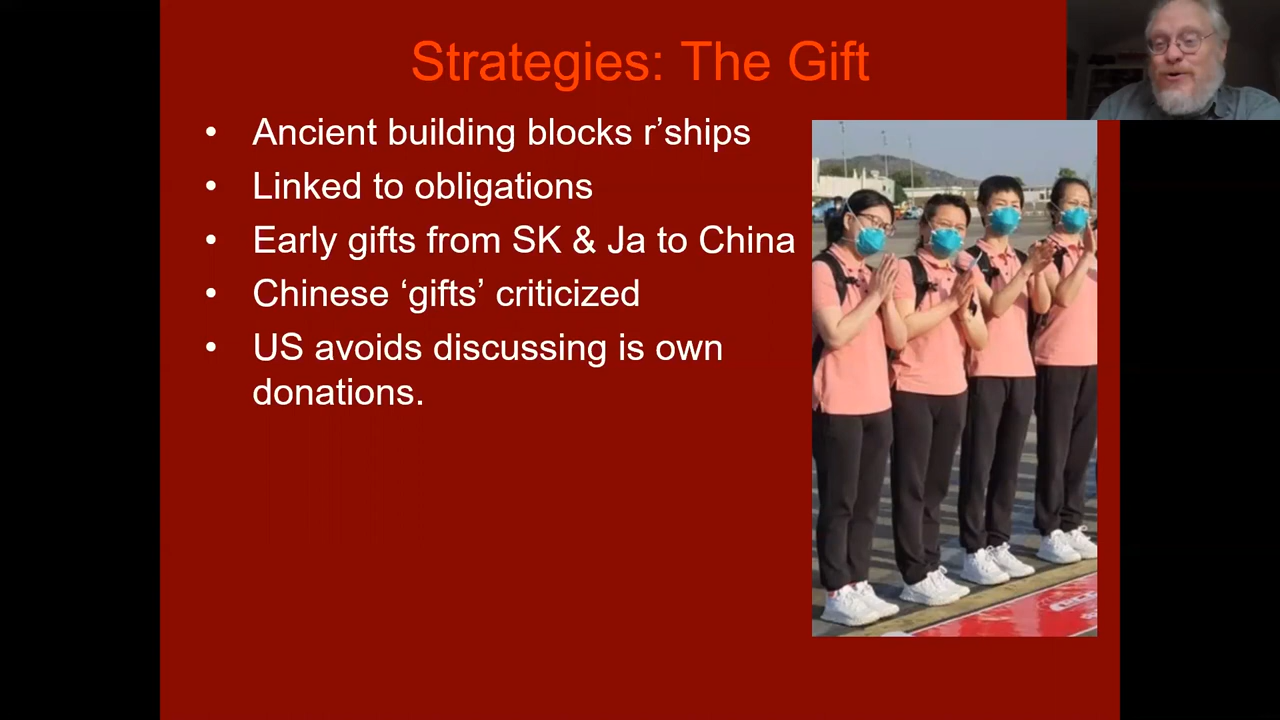 Strategies: The Gift
• Ancient building blocks r’ships
• Linked to obligations
• Early gifts from SK & Ja to China
• Chinese ‘gifts’ criticized
• US avoids discussing is own
donations.